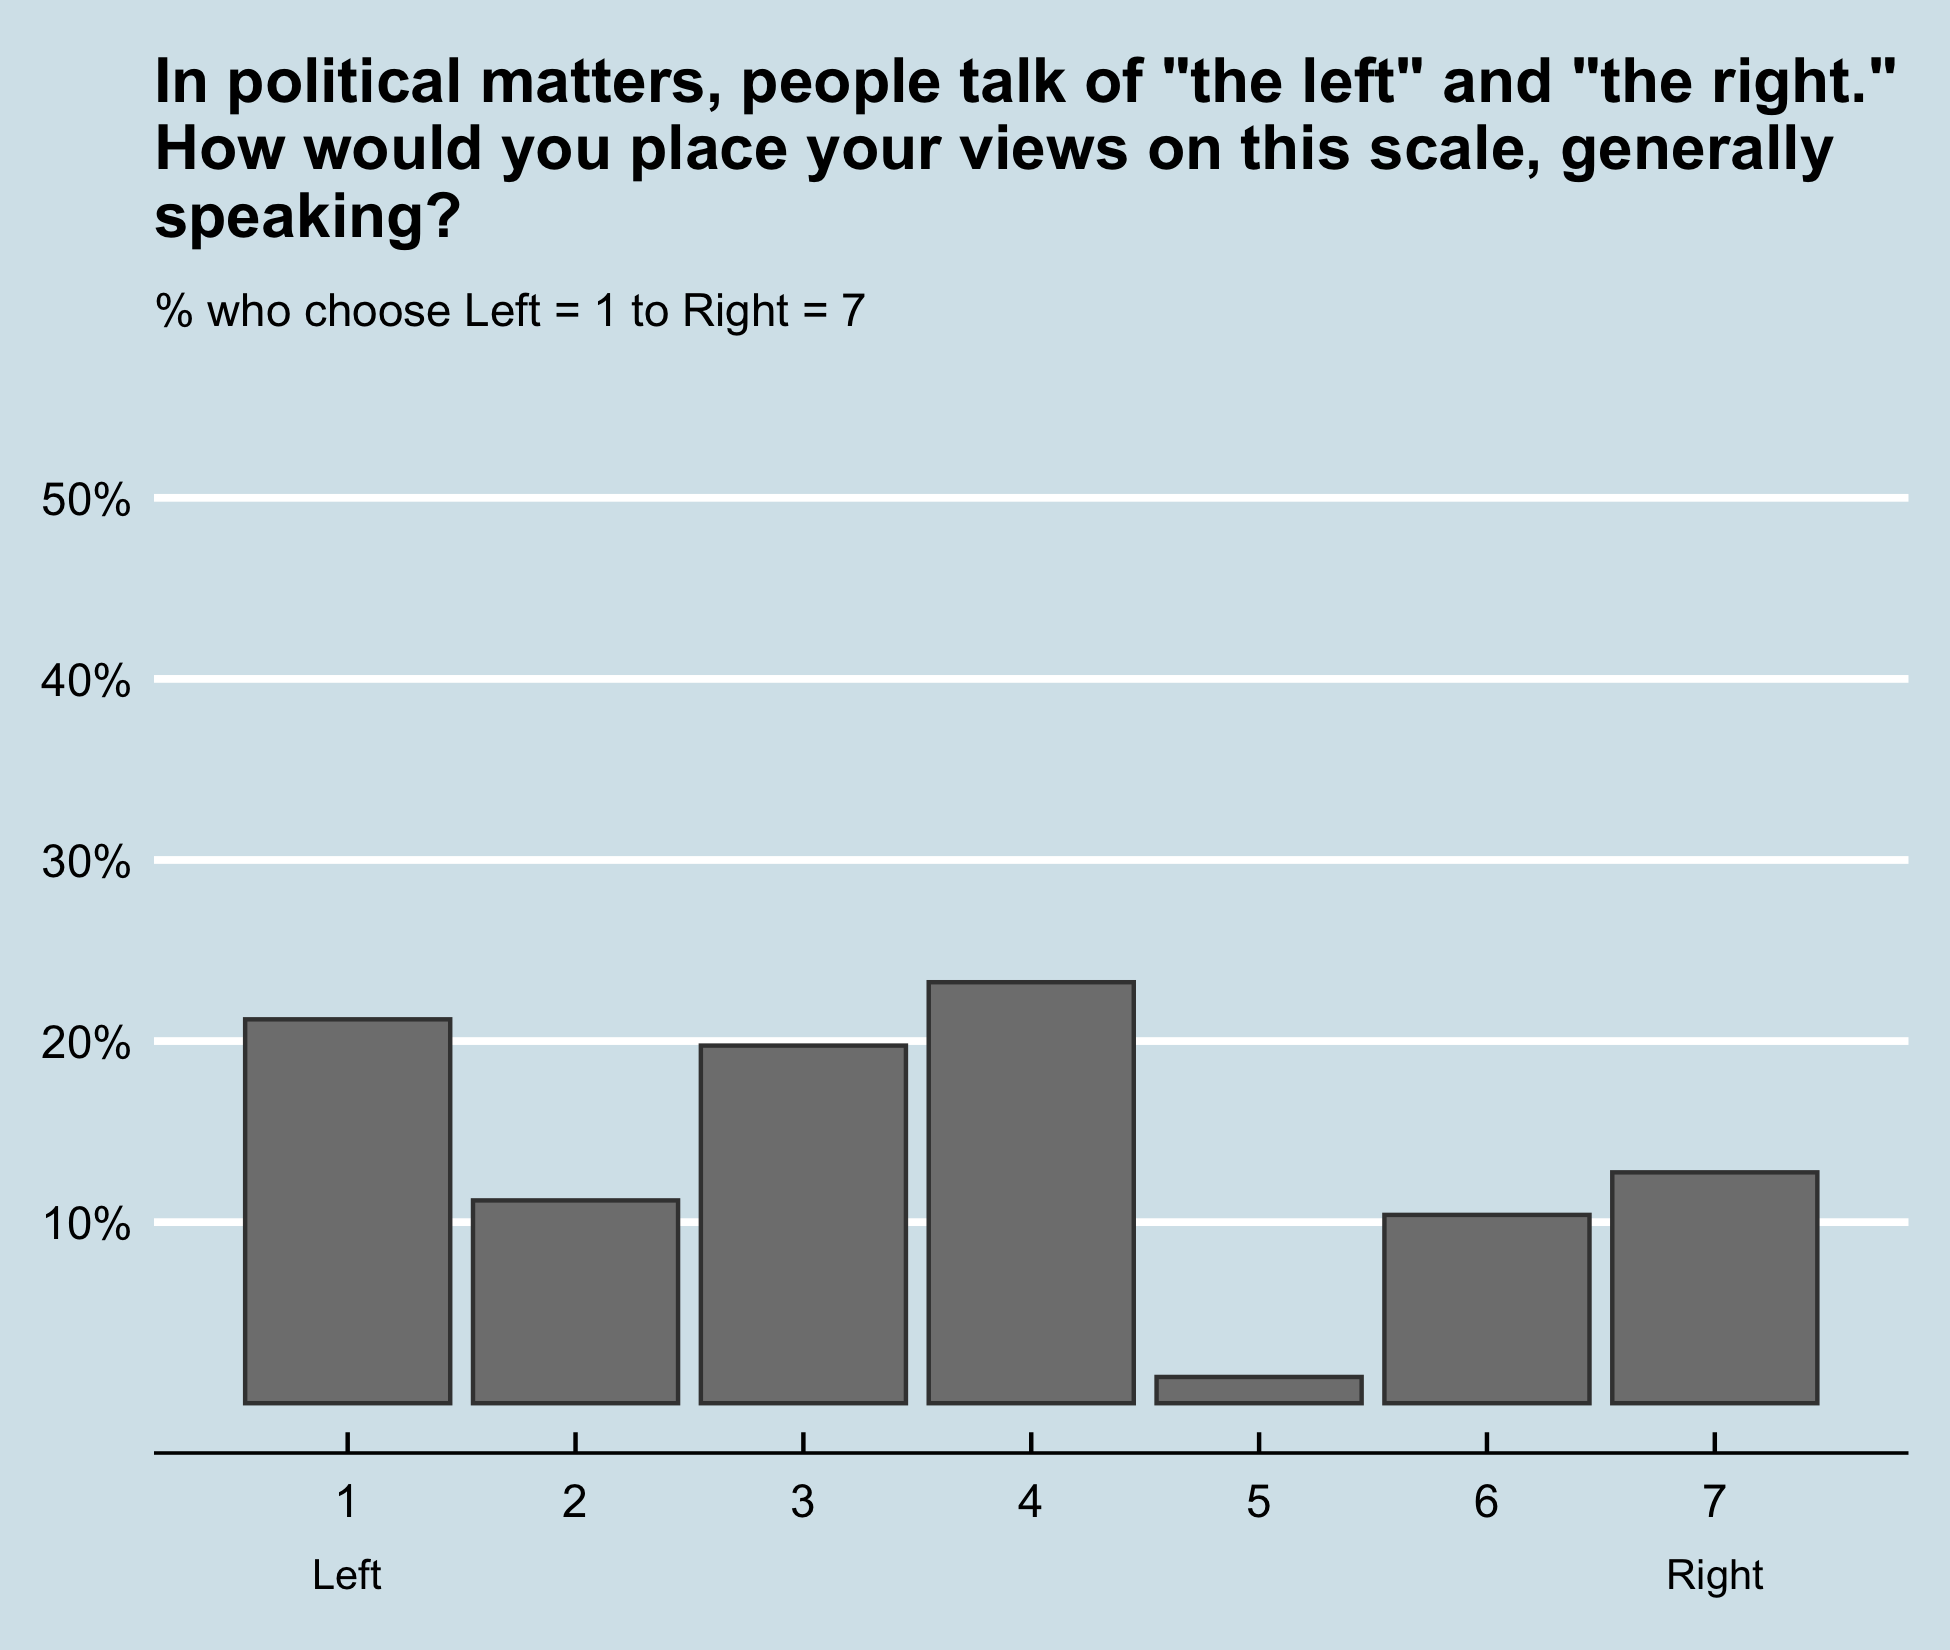 In political matters, people talk of "the left" and "the right."
How would you place your views on this scale, generally
speaking?
% who choose Left = 1 to Right = 7
50%
40%
30%
20%
10%
1 2 3 4 5 6 7
Left Right